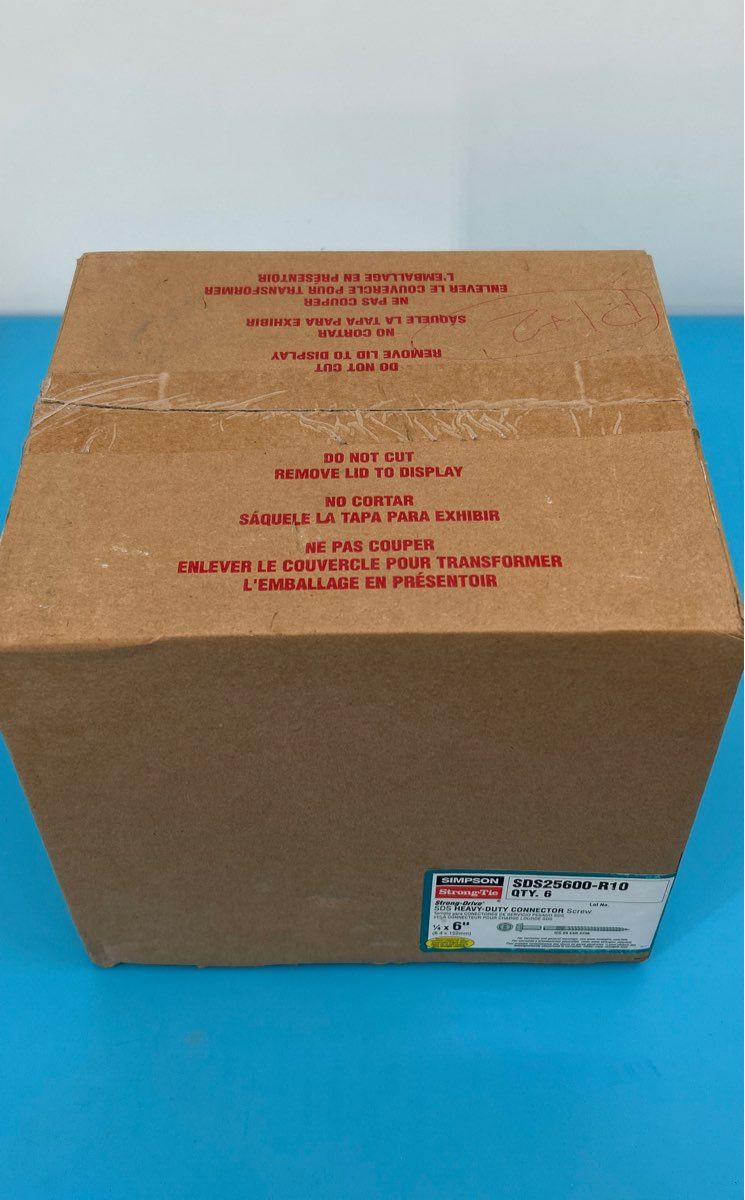 L'EMBALLAGE EN PRÉSENTOIR
ENLEVER LE COUVERCLE POUR TRANSFORMER
NE PAS COUPER
SÁQUELE LA TAPA PARA EXHIBIR
NO CORTAR
REMOVE LID TO DISPLAY
DO NOT CUT
DO NOT CUT
REMOVE LID TO DISPLAY
NO CORTAR
SÁQUELE LA TAPA PARA EXHIBIR
NE PAS COUPER
ENLEVER LE COUVERCLE POUR TRANSFORMER
L'EMBALLAGE EN PRÉSENTOIR
SIMPSON
Strong-Tie
SDS25600-R10
QTY. 6
Lot No.
Strong-Drive®
SDS HEAVY-DUTY CONNECTOR Screw
¼ x 6"